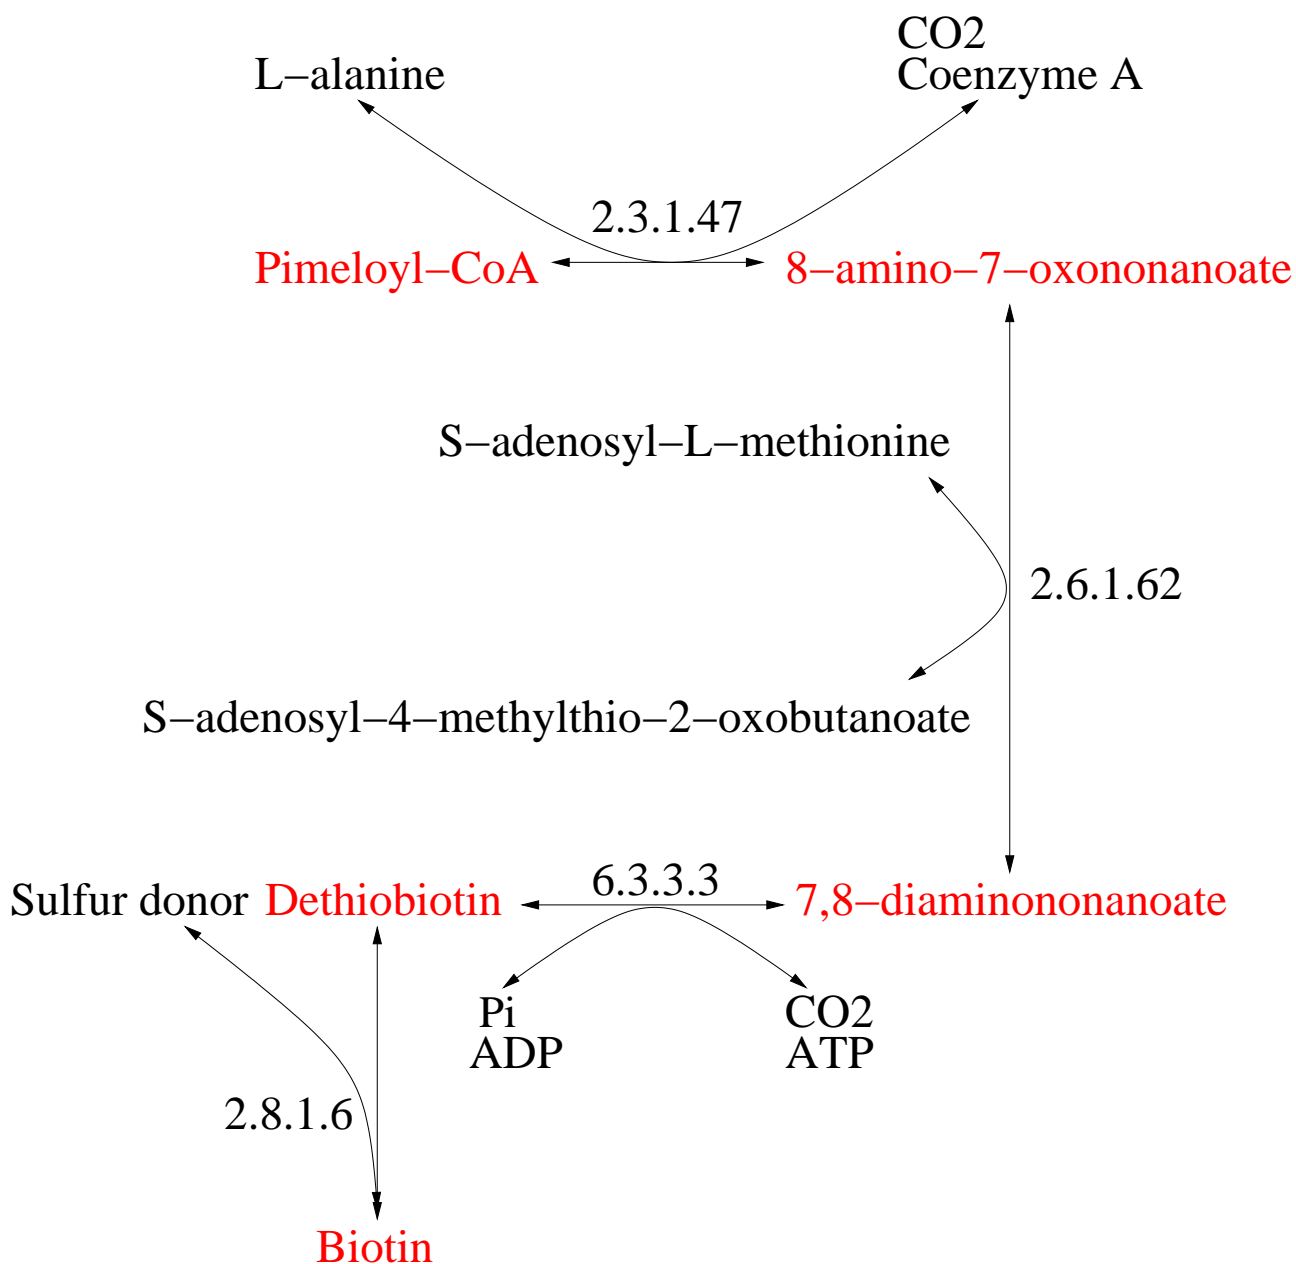 CO2
L−alanine
Coenzyme A
2.3.1.47
Pimeloyl−CoA
8−amino−7−oxononanoate
S−adenosyl−L−methionine
2.6.1.62
S−adenosyl−4−methylthio−2−oxobutanoate
6.3.3.3
Sulfur donor
Dethiobiotin
7,8−diaminononanoate
Pi
ADP
CO2
ATP
2.8.1.6
Biotin